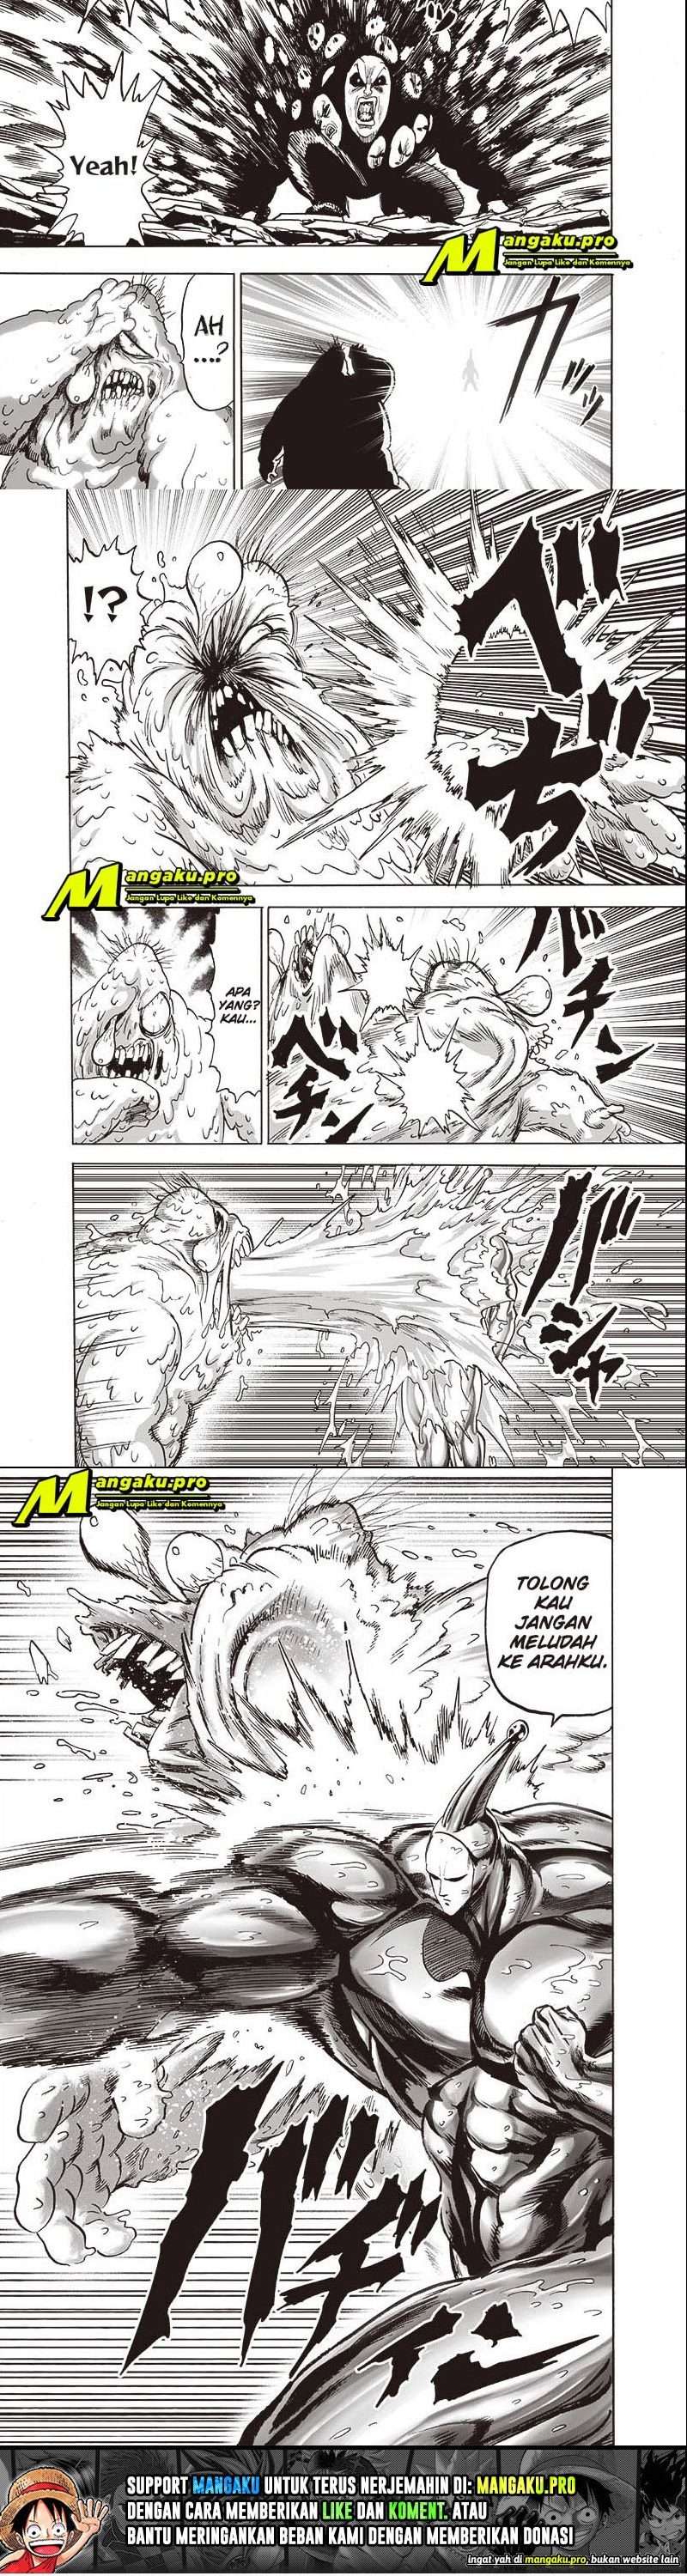 Yeah!
Mangaku.pro
Jangan Lupa Like dan Komennya
AH
....?
カッ
!?
ベ
ヂ
Mangaku.pro
Jangan Lupa Like dan Komennya
APA
YANG?
KAU...
バチン
ベチン
バシャ
Mangaku.pro
Jangan Lupa Like dan Komennya
TOLONG
KAU
JANGAN
MELUDAH
KE ARAHKU.
バヂィン
SUPPORT MANGAKU UNTUK TERUS NERJEMAHIN DI: MANGAKU.PRO
DENGAN CARA MEMBERIKAN LIKE DAN KOMENT. ATAU
BANTU MERINGANKAN BEBAN KAMI DENGAN MEMBERIKAN DONASI
ingat yah di mangaku.pro, bukan website lain